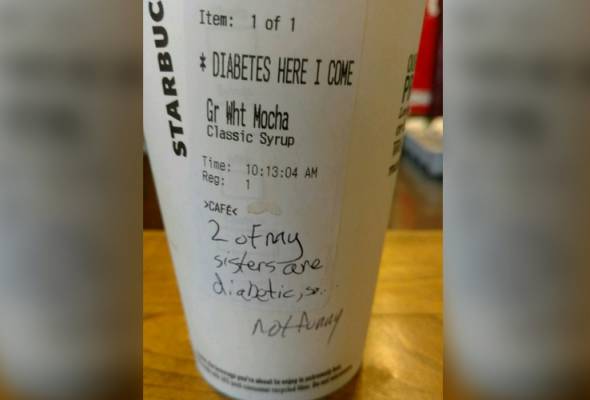 STARBUC
Item: 1 of 1
* DIABETES HERE I COME
Gr Wht Mocha
Classic Syrup
Time: 10:13:04 AM
Reg: 1
>CAFE<
2 of my
sisters are
diabetic, so...
not funny